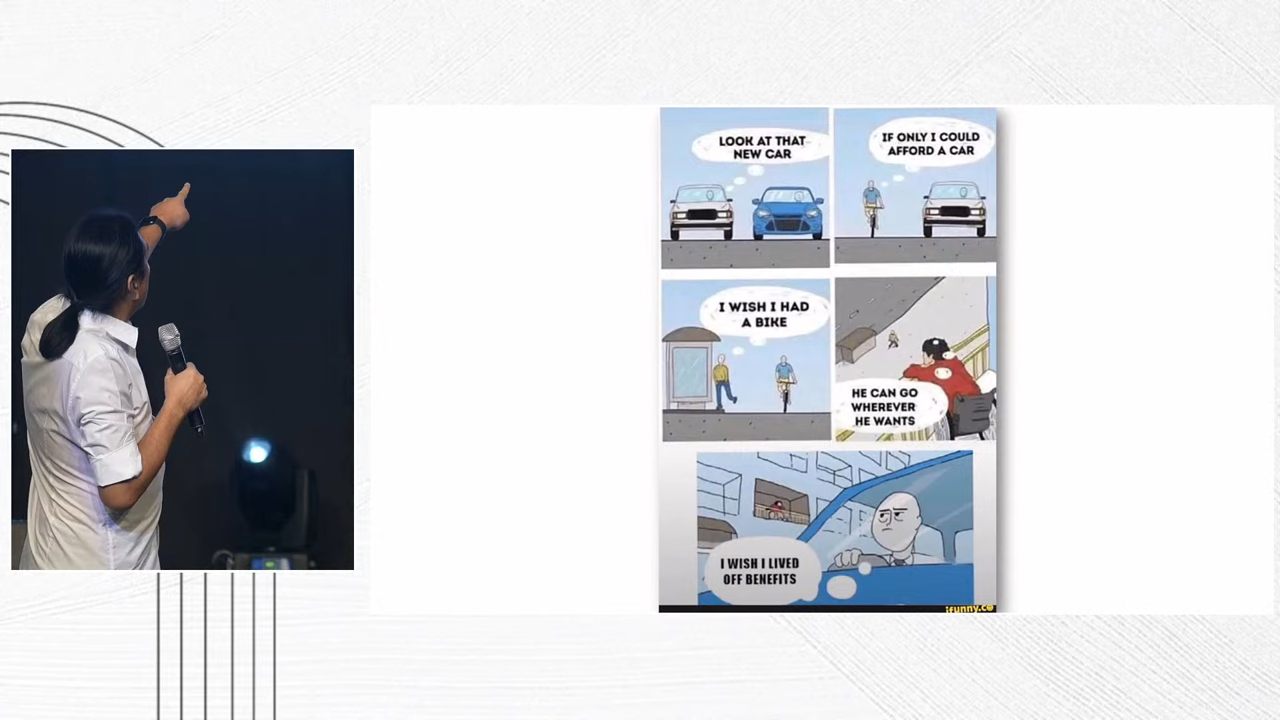 LOOK AT THAT
NEW CAR
IF ONLY I COULD
AFFORD A CAR
I WISH I HAD
A BIKE
HE CAN GO
WHEREVER
HE WANTS
I WISH I LIVED
OFF BENEFITS
ifunny.co